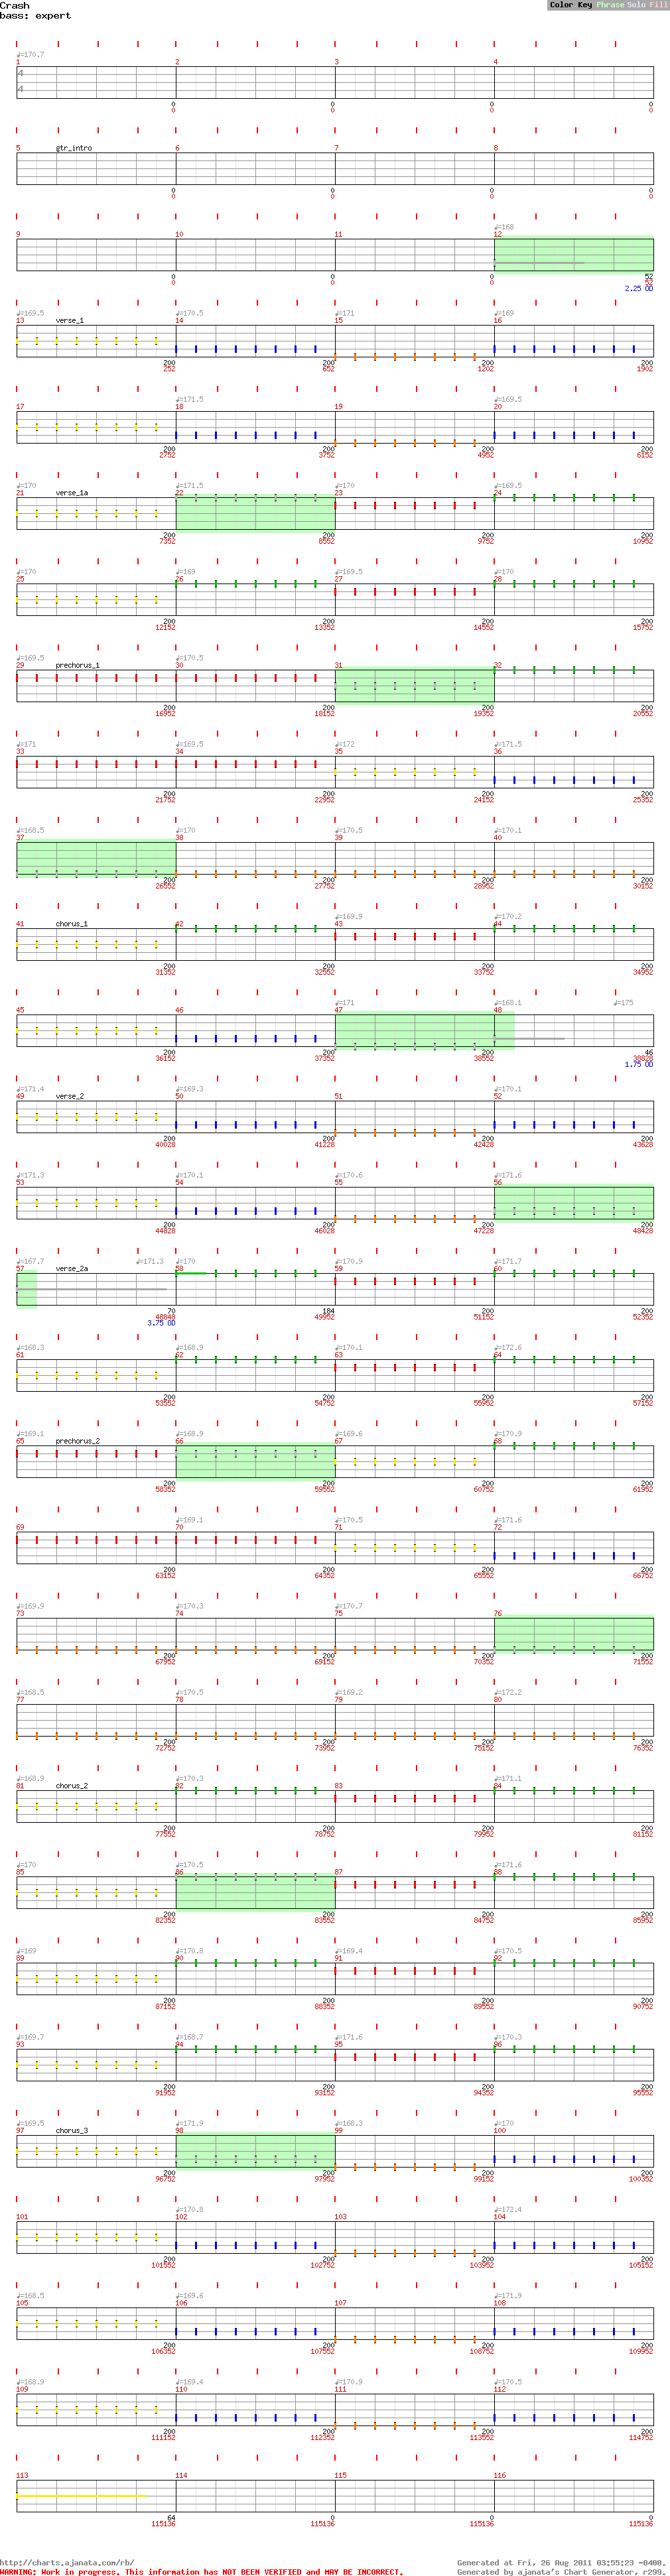 Crash
bass: expert
Color Key Phrase Solo Fill
♩=170.7
1 2 3 4
4
4
0 0 0 0
0 0 0 0
5 gtr_intro 6 7 8
0 0 0 0
0 0 0 0
♩=168
9 10 11 12
0 0 0 52
0 0 0 52
2.25 OD
♩=169.5 ♩=170.5 ♩=171 ♩=169
13 verse_1 14 15 16
200 200 200 200
252 652 1202 1902
♩=171.5 ♩=169.5
17 18 19 20
200 200 200 200
2752 3752 4952 6152
♩=170 ♩=171.5 ♩=170 ♩=169.5
21 verse_1a 22 23 24
200 200 200 200
7352 8552 9752 10952
♩=170 ♩=169 ♩=169.5 ♩=170
25 26 27 28
200 200 200 200
12152 13352 14552 15752
♩=169.5 ♩=170.5
29 prechorus_1 30 31 32
200 200 200 200
16952 18152 19352 20552
♩=171 ♩=169.5 ♩=172 ♩=171.5
33 34 35 36
200 200 200 200
21752 22952 24152 25352
♩=168.5 ♩=170 ♩=170.5 ♩=170.1
37 38 39 40
200 200 200 200
26552 27752 28952 30152
♩=169.9 ♩=170.2
41 chorus_1 42 43 44
200 200 200 200
31352 32552 33752 34952
♩=171 ♩=168.1 ♩=175
45 46 47 48
200 200 200 46
36152 37352 38552 38828
1.75 OD
♩=171.4 ♩=169.3 ♩=170.1
49 verse_2 50 51 52
200 200 200 200
40028 41228 42428 43628
♩=171.3 ♩=170.1 ♩=170.6 ♩=171.6
53 54 55 56
200 200 200 200
44828 46028 47228 48428
♩=167.7 ♩=171.3 ♩=170 ♩=170.9 ♩=171.7
57 verse_2a 58 59 60
70 184 200 200
48848 49952 51152 52352
3.75 OD
♩=168.3 ♩=168.9 ♩=170.1 ♩=172.6
61 62 63 64
200 200 200 200
53552 54752 55952 57152
♩=169.1 ♩=168.9 ♩=169.6 ♩=170.9
65 prechorus_2 66 67 68
200 200 200 200
58352 59552 60752 61952
♩=169.1 ♩=170.5 ♩=171.6
69 70 71 72
200 200 200 200
63152 64352 65552 66752
♩=169.9 ♩=170.3 ♩=170.7
73 74 75 76
200 200 200 200
67952 69152 70352 71552
♩=168.5 ♩=170.5 ♩=169.2 ♩=172.2
77 78 79 80
200 200 200 200
72752 73952 75152 76352
♩=168.9 ♩=170.3 ♩=171.1
81 chorus_2 82 83 84
200 200 200 200
77552 78752 79952 81152
♩=170 ♩=170.5 ♩=171.6
85 86 87 88
200 200 200 200
82352 83552 84752 85952
♩=169 ♩=170.8 ♩=169.4 ♩=170.5
89 90 91 92
200 200 200 200
87152 88352 89552 90752
♩=169.7 ♩=168.7 ♩=171.6 ♩=170.3
93 94 95 96
200 200 200 200
91952 93152 94352 95552
♩=169.5 ♩=171.9 ♩=168.3 ♩=170
97 chorus_3 98 99 100
200 200 200 200
96752 97952 99152 100352
♩=170.8 ♩=172.4
101 102 103 104
200 200 200 200
101552 102752 103952 105152
♩=168.5 ♩=169.6 ♩=171.9
105 106 107 108
200 200 200 200
106352 107552 108752 109952
♩=168.9 ♩=169.4 ♩=170.9 ♩=170.5
109 110 111 112
200 200 200 200
111152 112352 113552 114752
113 114 115 116
64 0 0 0
115136 115136 115136 115136
http://charts.ajanata.com/rb/
Generated at Fri, 26 Aug 2011 03:55:23 -0400.
WARNING: Work in progress. This information has NOT BEEN VERIFIED and MAY BE INCORRECT.
Generated by ajanata's Chart Generator, r299.